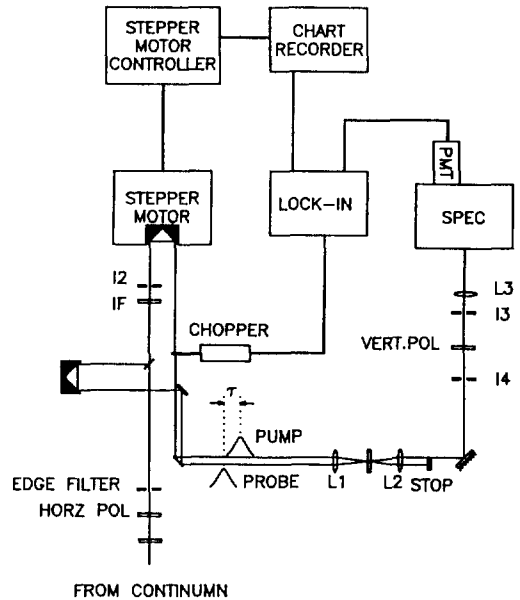 STEPPER
MOTOR
CONTROLLER
CHART
RECORDER
STEPPER
MOTOR
LOCK-IN
PMT
SPEC
I2
IF
CHOPPER
L3
I3
VERT.POL
I4
τ
PUMP
PROBE
L1
L2
STOP
EDGE FILTER
HORZ POL
FROM CONTINUMN